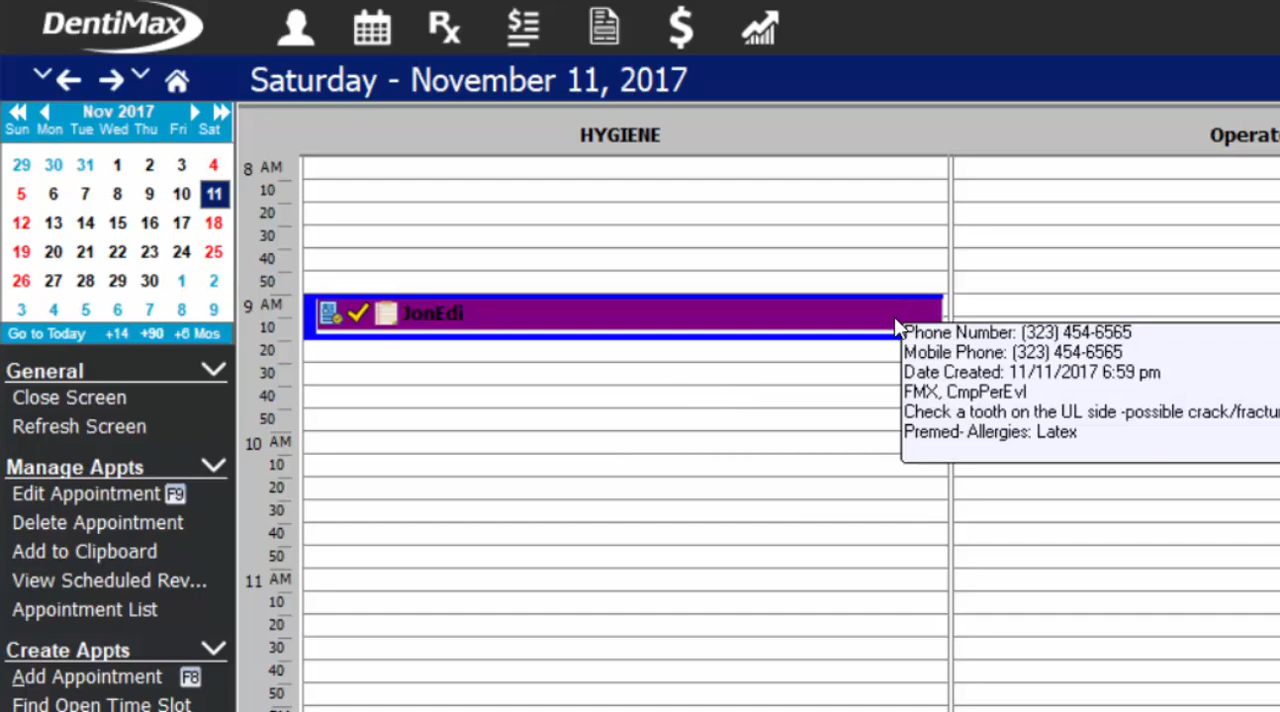 DentiMax
Rx
Saturday - November 11, 2017
Nov 2017
Sun Mon Tue Wed Thu Fri Sat
29 30 31 1 2 3 4
5 6 7 8 9 10 11
12 13 14 15 16 17 18
19 20 21 22 23 24 25
26 27 28 29 30 1 2
3 4 5 6 7 8 9
Go to Today +14 +90 +6 Mos
General
Close Screen
Refresh Screen
Manage Appts
Edit Appointment F9
Delete Appointment
Add to Clipboard
View Scheduled Rev...
Appointment List
Create Appts
Add Appointment F8
Find Open Time Slot
HYGIENE
Operat
8 AM
10
20
30
40
50
9 AM
JonEdi
10
20
30
40
50
10 AM
10
20
30
40
50
11 AM
10
20
30
40
50
Phone Number: (323) 454-6565
Mobile Phone: (323) 454-6565
Date Created: 11/11/2017 6:59 pm
FMX, CmpPerEvl
Check a tooth on the UL side -possible crack/fractu
Premed- Allergies: Latex